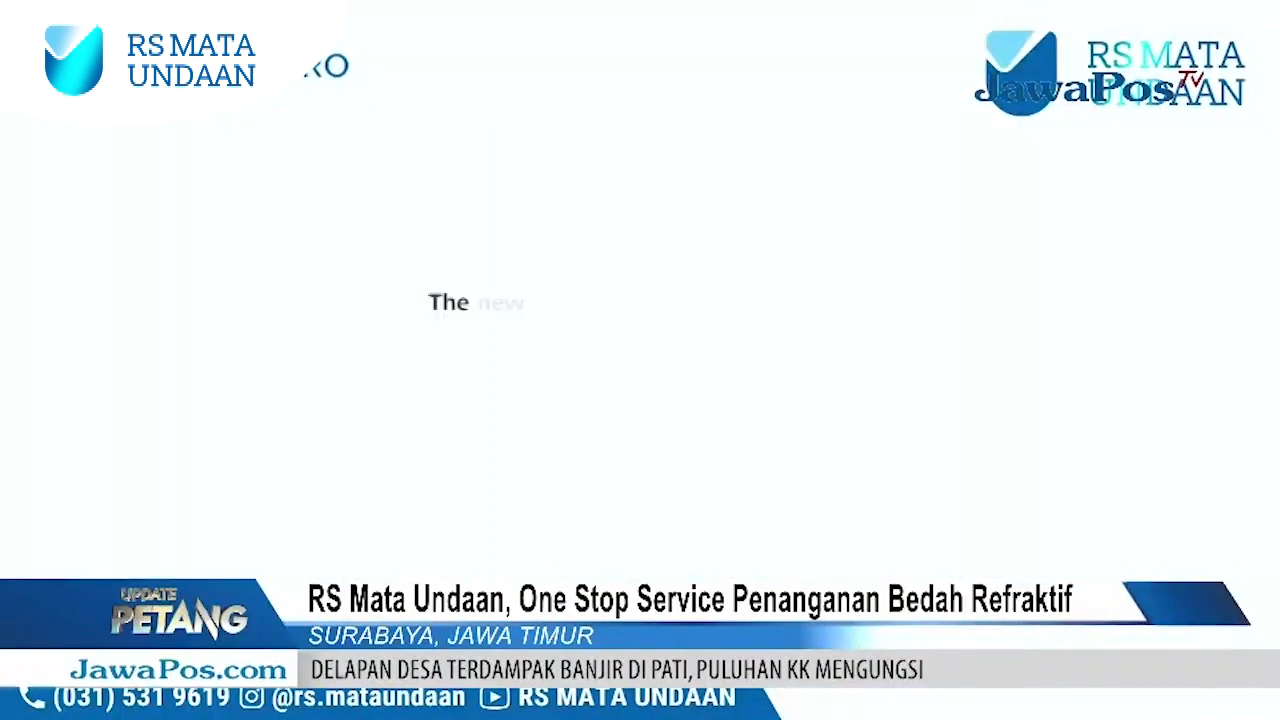 RS MATA
UNDAAN
KO
RS MATA
UNDAAN
JawaPos TV
The new
UPDATE
PETANG
RS Mata Undaan, One Stop Service Penanganan Bedah Refraktif
SURABAYA, JAWA TIMUR
JawaPos.com
DELAPAN DESA TERDAMPAK BANJIR DI PATI, PULUHAN KK MENGUNGSI
(031) 531 9619 @rs.mataundaan RS MATA UNDAAN